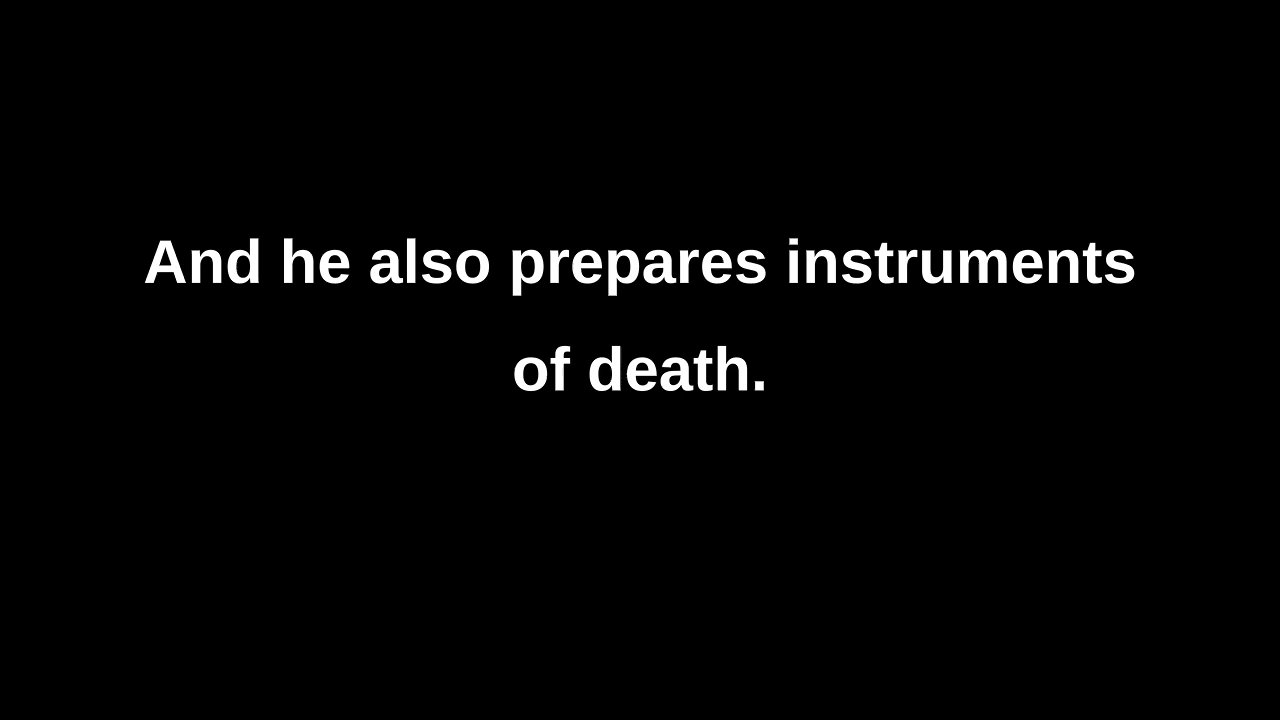 And he also prepares instruments
of death.